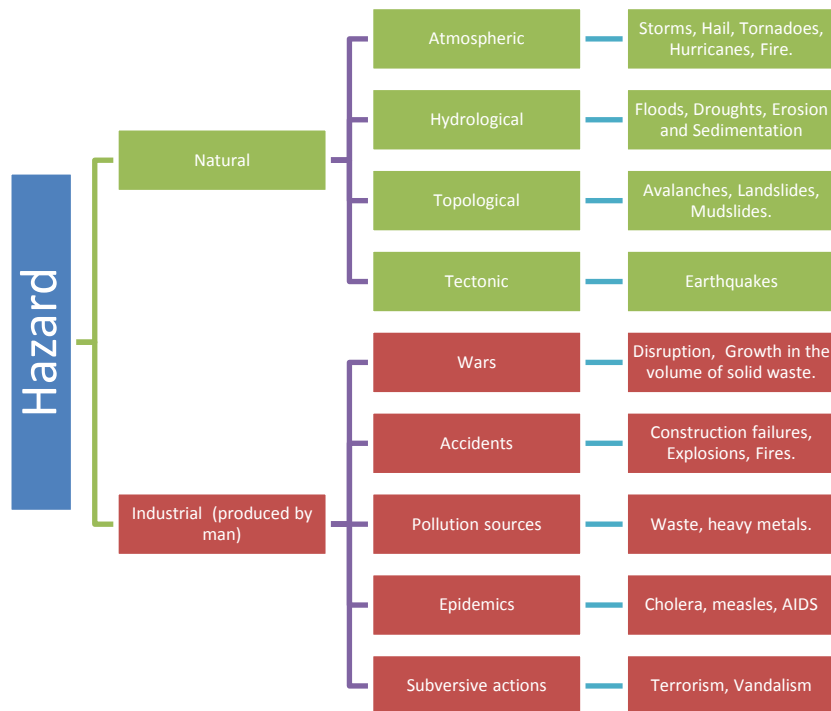 Hazard
Natural
Atmospheric
Storms, Hail, Tornadoes,
Hurricanes, Fire.
Hydrological
Floods, Droughts, Erosion
and Sedimentation
Topological
Avalanches, Landslides,
Mudslides.
Tectonic
Earthquakes
Industrial (produced by
man)
Wars
Disruption, Growth in the
volume of solid waste.
Accidents
Construction failures,
Explosions, Fires.
Pollution sources
Waste, heavy metals.
Epidemics
Cholera, measles, AIDS
Subversive actions
Terrorism, Vandalism